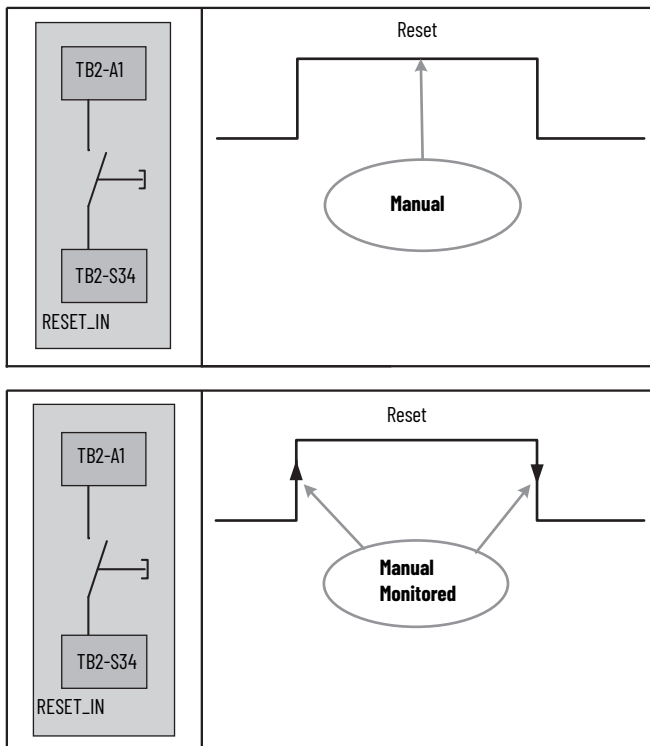 TB2-A1
TB2-S34
RESET_IN
Reset
Manual
TB2-A1
TB2-S34
RESET_IN
Reset
Manual
Monitored